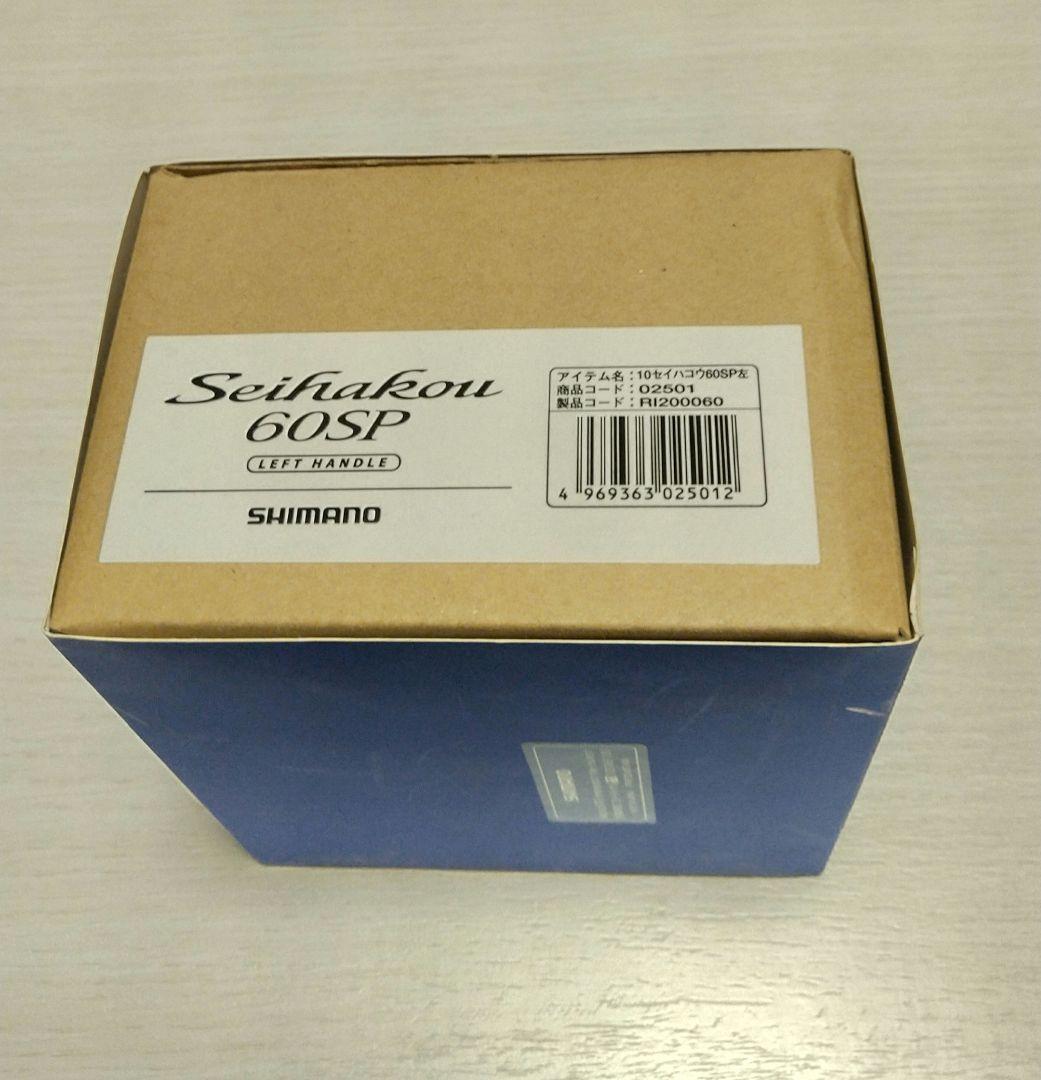 Seihakou
60SP
LEFT HANDLE
SHIMANO
アイテム名：10セイハコウ60SP左
商品コード：02501
製品コード：RI200060
4 969363 025012
SHIMANO